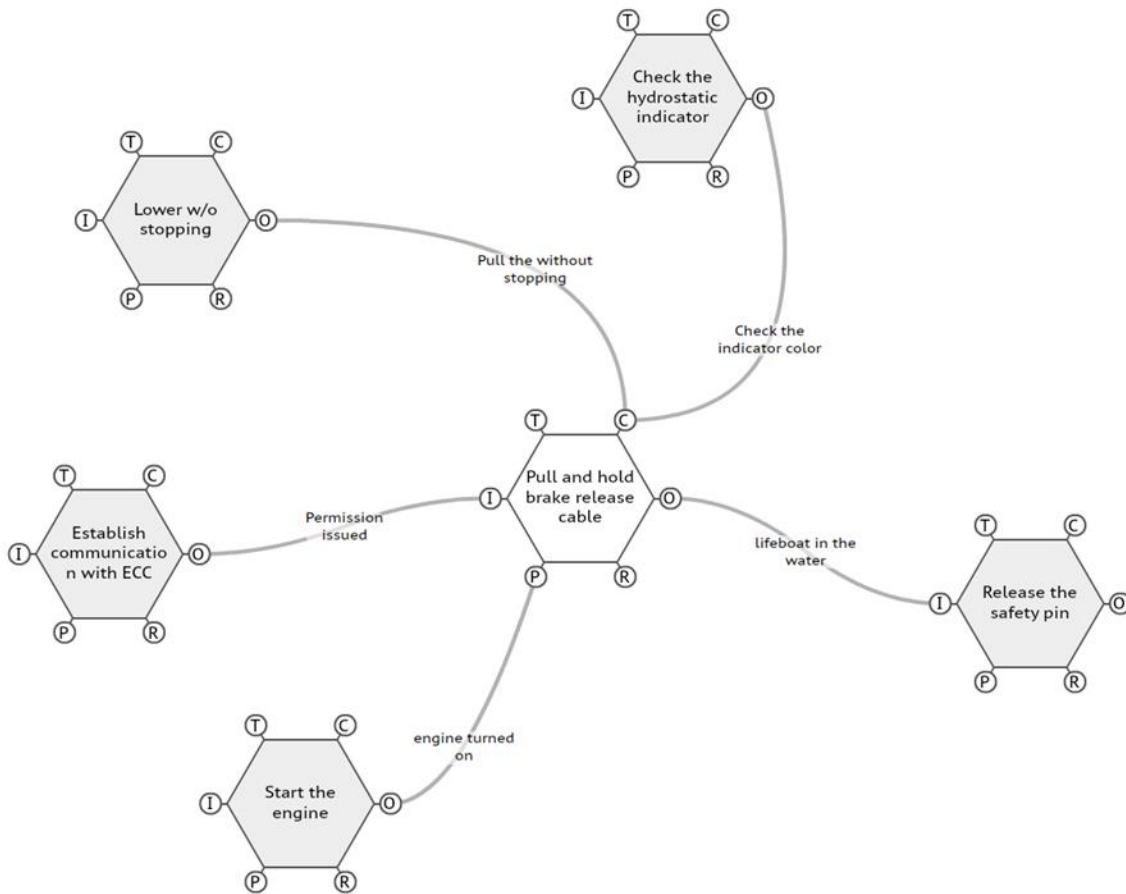 T
C
Check the
hydrostatic
indicator
I
O
P
R
T
C
Lower w/o
stopping
I
O
P
R
Pull the without
stopping
Check the
indicator color
T
C
Pull and hold
brake release
cable
I
O
P
R
T
C
Establish
communicatio
n with ECC
I
O
P
R
Permission
issued
lifeboat in the
water
T
C
Release the
safety pin
I
O
P
R
engine turned
on
T
C
Start the
engine
I
O
P
R